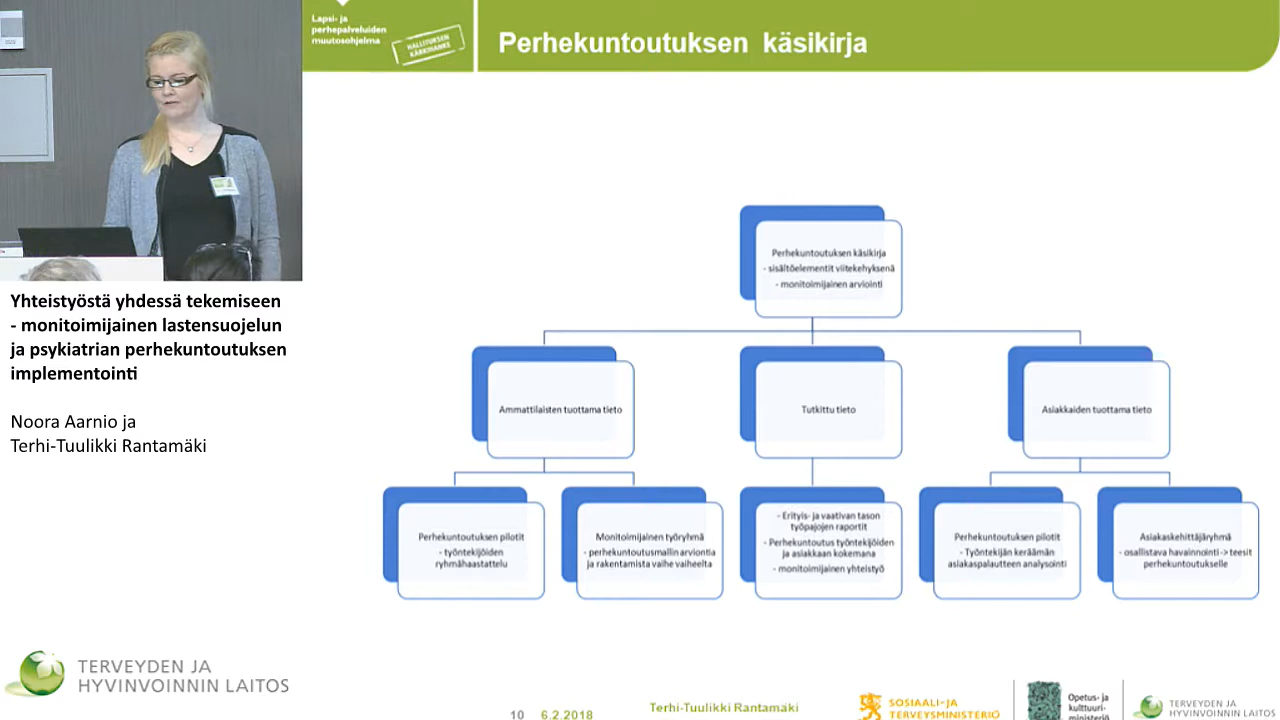 Lapsi- ja
perhepalveluiden
muutosohjelma
HALLITUKSEN
KÄRKIHANKE
Perhekuntoutuksen käsikirja
Perhekuntoutuksen käsikirja
- sisältöelementit viitekehyksenä
- monitoimijainen arviointi
Ammattilaisten tuottama tieto
Tutkittu tieto
Asiakkaiden tuottama tieto
Perhekuntoutuksen pilotit
- työntekijöiden
ryhmähaastattelu
Monitoimijainen työryhmä
- perhekuntoutusmallin arviontia
ja rakentamista vaihe vaiheelta
- Erityis- ja vaativan tason
työpajojen raportit
- Perhekuntoutus työntekijöiden
ja asiakkaan kokemana
- monitoimijainen yhteistyö
Perhekuntoutuksen pilotit
- Työntekijän keräämän
asiakaspalautteen analysointi
Asiakaskehittäjäryhmä
- osallistava havainnointi -> teesit
perhekuntoutukselle
Yhteistyöstä yhdessä tekemiseen
- monitoimijainen lastensuojelun
ja psykiatrian perhekuntoutuksen
implementointi
Noora Aarnio ja
Terhi-Tuulikki Rantamäki
TERVEYDEN JA
HYVINVOINNIN LAITOS
10 6.2.2018
Terhi-Tuulikki Rantamäki
SOSIAALI- JA
TERVEYSMINISTERIÖ
Opetus- ja
kulttuuri-
ministeriö
TERVEYDEN JA
HYVINVOINNIN LAITOS